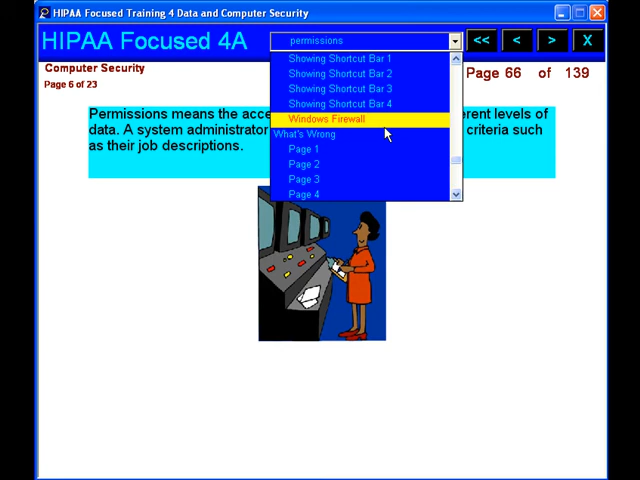 HIPAA Focused Training 4 Data and Computer Security
HIPAA Focused 4A
permissions
<< < > X
Computer Security
Page 6 of 23
Page 66 of 139
Showing Shortcut Bar 1
Showing Shortcut Bar 2
Showing Shortcut Bar 3
Showing Shortcut Bar 4
Windows Firewall
What's Wrong
Page 1
Page 2
Page 3
Page 4
Permissions means the acce erent levels of
data. A system administrator criteria such
as their job descriptions.